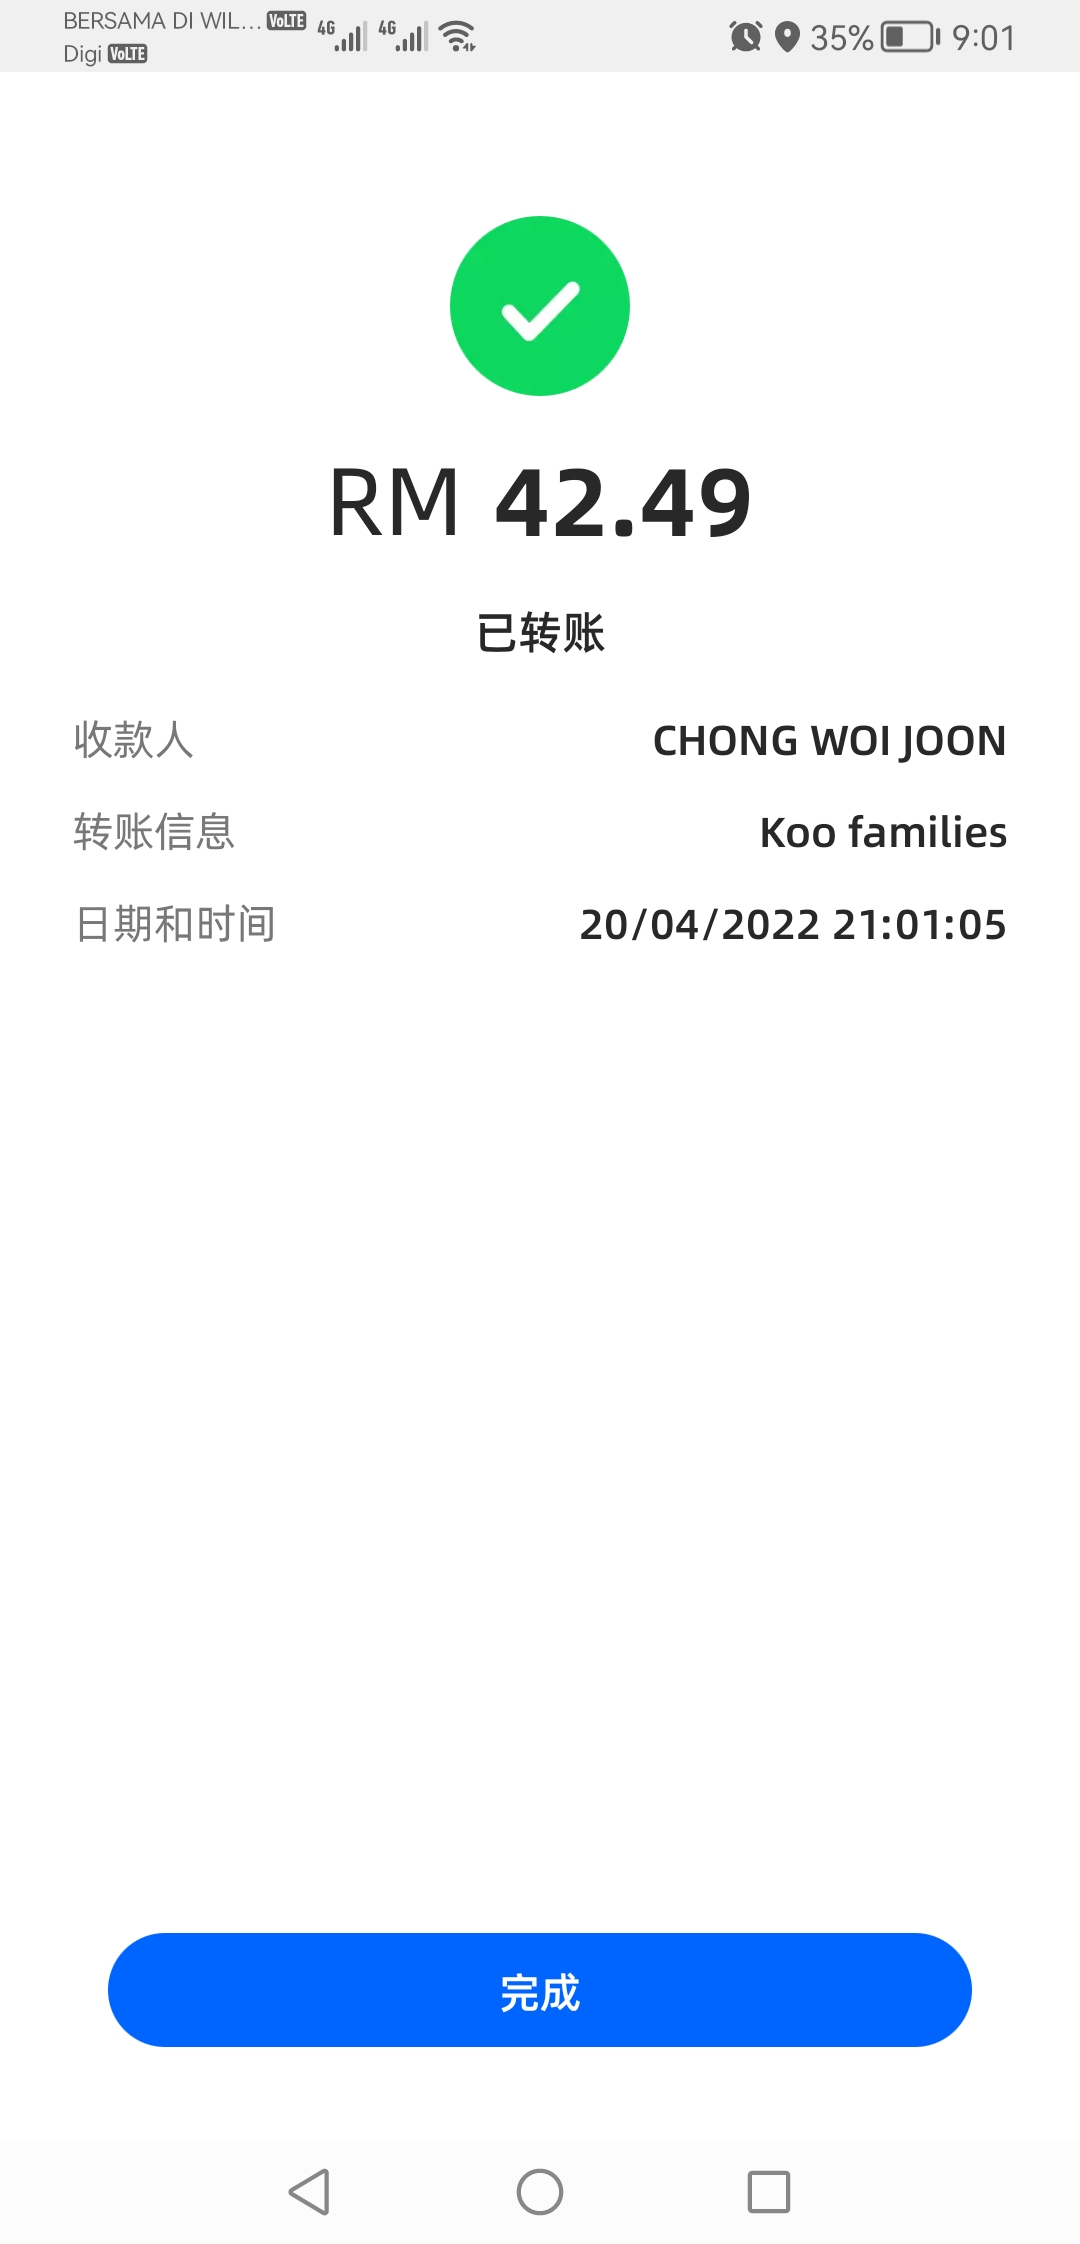 BERSAMA DI WIL... VoLTE 4G 4G 35% 9:01
Digi VoLTE
RM 42.49
已转账
收款人 CHONG WOI JOON
转账信息 Koo families
日期和时间 20/04/2022 21:01:05
完成